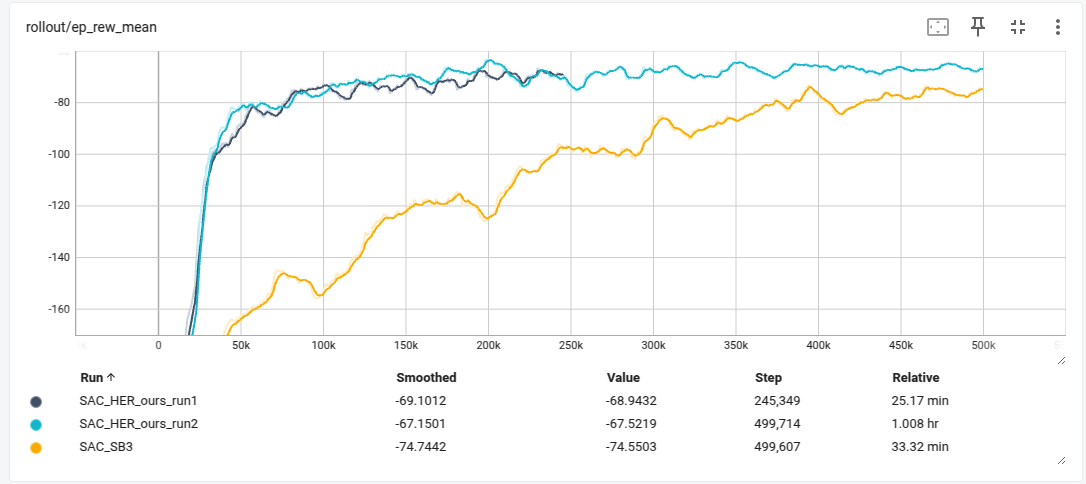 rollout/ep_rew_mean
-80
-100
-120
-140
-160
0 50k 100k 150k 200k 250k 300k 350k 400k 450k 500k
Run ↑ Smoothed Value Step Relative
SAC_HER_ours_run1 -69.1012 -68.9432 245,349 25.17 min
SAC_HER_ours_run2 -67.1501 -67.5219 499,714 1.008 hr
SAC_SB3 -74.7442 -74.5503 499,607 33.32 min